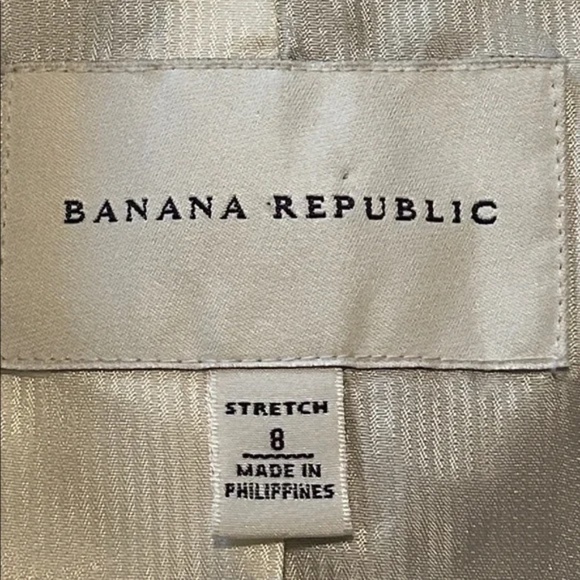 BANANA REPUBLIC
STRETCH
8
MADE IN
PHILIPPINES